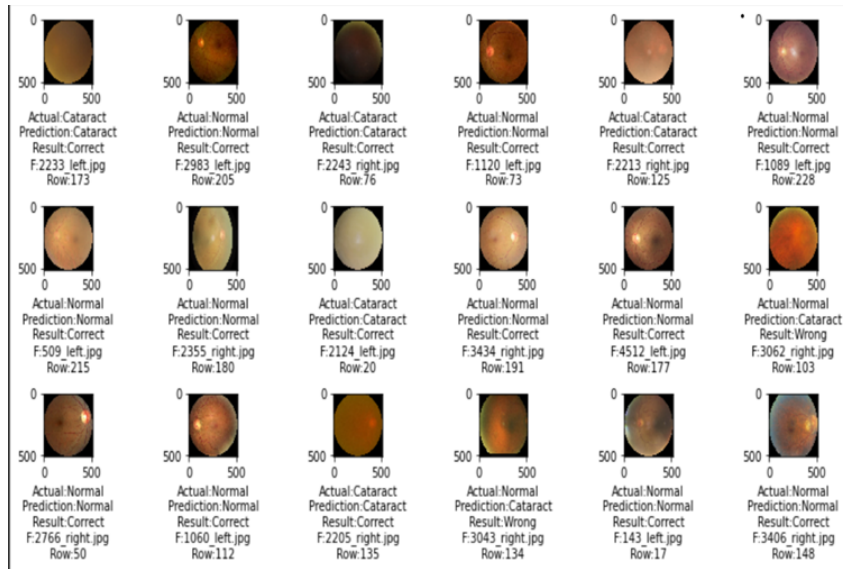 0 0 0 0 0 0
500 500 500 500 500 500
0 500 0 500 0 500 0 500 0 500 0 500
Actual:Cataract Actual:Normal Actual:Cataract Actual:Normal Actual:Cataract Actual:Normal
Prediction:Cataract Prediction:Normal Prediction:Cataract Prediction:Normal Prediction:Cataract Prediction:Normal
Result:Correct Result:Correct Result:Correct Result:Correct Result:Correct Result:Correct
F:2233_left.jpg F:2983_left.jpg F:2243_right.jpg F:1120_left.jpg F:2213_right.jpg F:1089_left.jpg
Row:173 Row:205 Row:76 Row:73 Row:125 Row:228
0 0 0 0 0 0
500 500 500 500 500 500
0 500 0 500 0 500 0 500 0 500 0 500
Actual:Normal Actual:Normal Actual:Cataract Actual:Normal Actual:Normal Actual:Normal
Prediction:Normal Prediction:Normal Prediction:Cataract Prediction:Normal Prediction:Normal Prediction:Cataract
Result:Correct Result:Correct Result:Correct Result:Correct Result:Correct Result:Wrong
F:509_left.jpg F:2355_right.jpg F:2124_left.jpg F:3434_right.jpg F:4512_left.jpg F:3062_right.jpg
Row:215 Row:180 Row:20 Row:191 Row:177 Row:103
0 0 0 0 0 0
500 500 500 500 500 500
0 500 0 500 0 500 0 500 0 500 0 500
Actual:Normal Actual:Normal Actual:Cataract Actual:Normal Actual:Normal Actual:Normal
Prediction:Normal Prediction:Normal Prediction:Cataract Prediction:Cataract Prediction:Normal Prediction:Normal
Result:Correct Result:Correct Result:Correct Result:Wrong Result:Correct Result:Correct
F:2766_right.jpg F:1060_left.jpg F:2205_right.jpg F:3043_right.jpg F:143_left.jpg F:3406_right.jpg
Row:50 Row:112 Row:135 Row:134 Row:17 Row:148